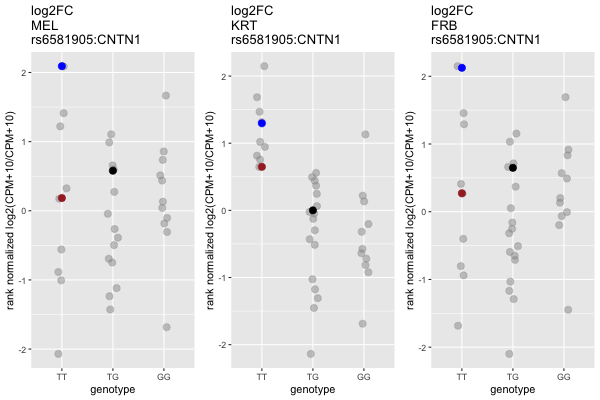 log2FC
MEL
rs6581905:CNTN1
rank normalized log2(CPM+10/CPM+10)
2
1
0
-1
-2
TT
TG
GG
genotype
log2FC
KRT
rs6581905:CNTN1
rank normalized log2(CPM+10/CPM+10)
2
1
0
-1
-2
TT
TG
GG
genotype
log2FC
FRB
rs6581905:CNTN1
rank normalized log2(CPM+10/CPM+10)
2
1
0
-1
-2
TT
TG
GG
genotype